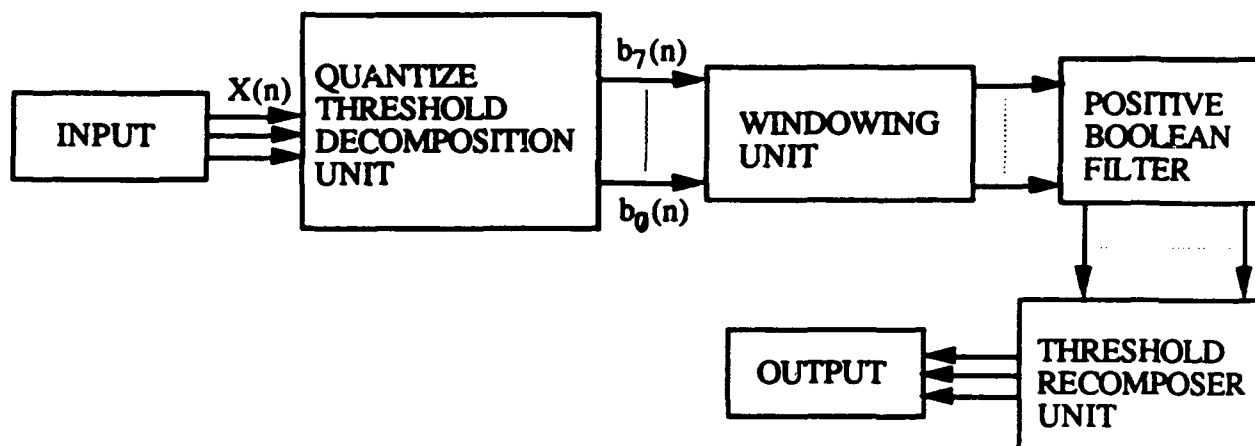 INPUT
X(n)
QUANTIZE
THRESHOLD
DECOMPOSITION
UNIT
b7(n)
b0(n)
WINDOWING
UNIT
POSITIVE
BOOLEAN
FILTER
THRESHOLD
RECOMPOSER
UNIT
OUTPUT